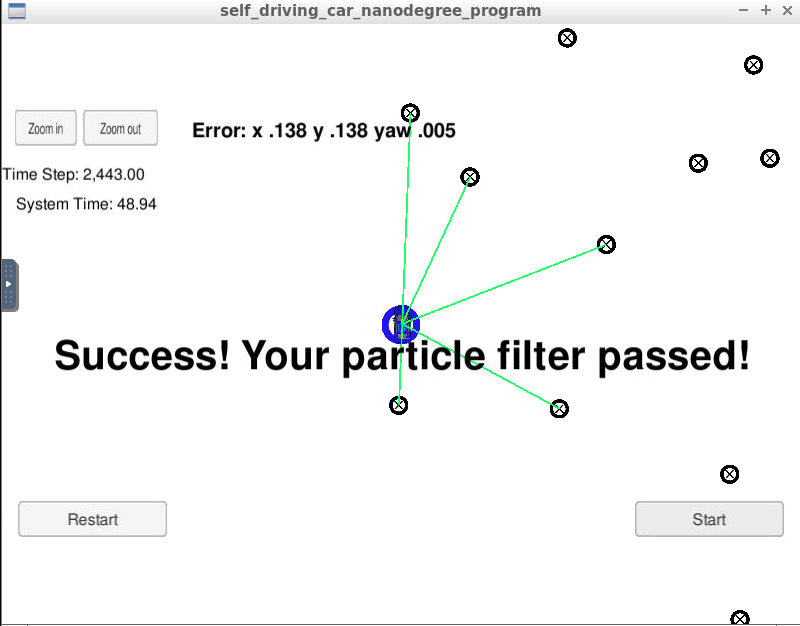 self_driving_car_nanodegree_program
Zoom in Zoom out
Error: x .138 y .138 yaw .005
Time Step: 2,443.00
System Time: 48.94
Success! Your particle filter passed!
Restart Start